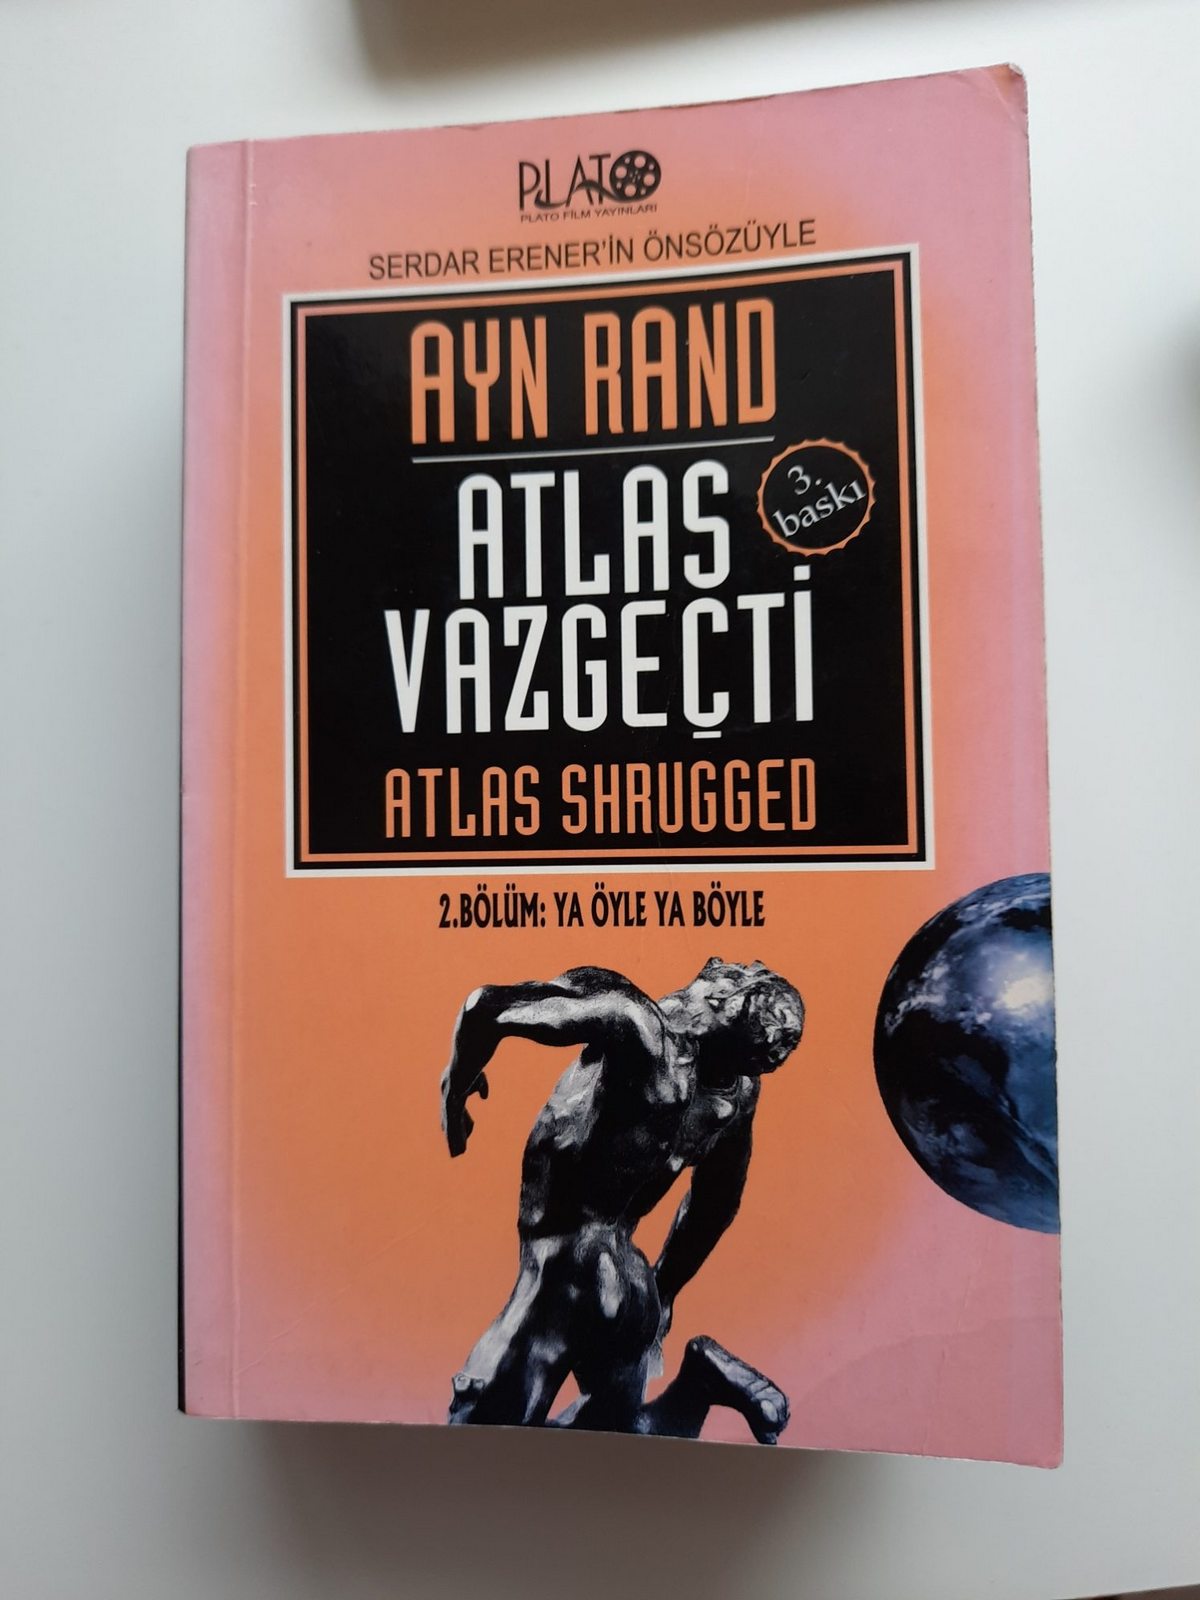 PLATO
PLATO FİLM YAYINLARI
SERDAR ERENER'İN ÖNSÖZÜYLE
AYN RAND
ATLAS
3.
baskı
VAZGEÇTİ
ATLAS SHRUGGED
2.BÖLÜM: YA ÖYLE YA BÖYLE